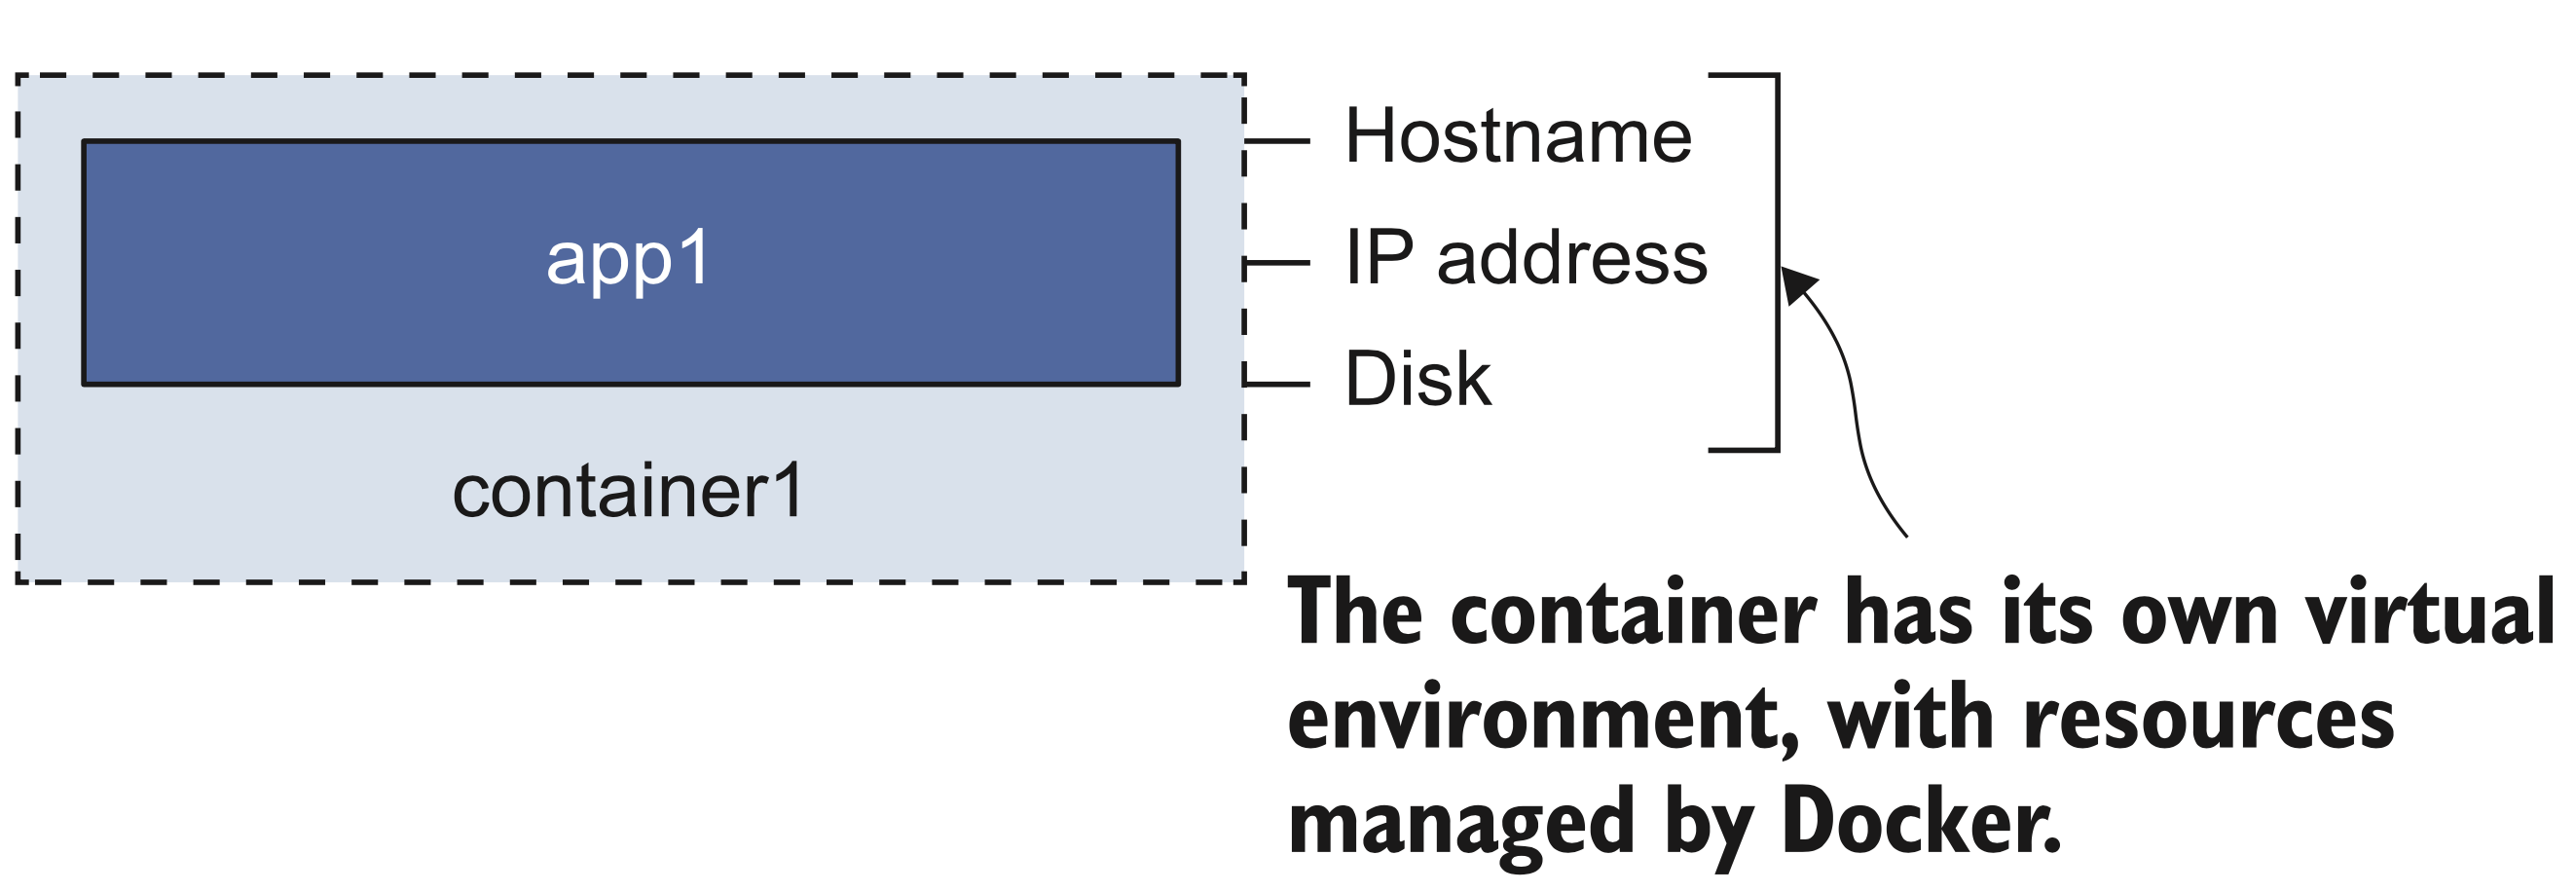 Hostname
app1
IP address
Disk
container1
The container has its own virtual
environment, with resources
managed by Docker.